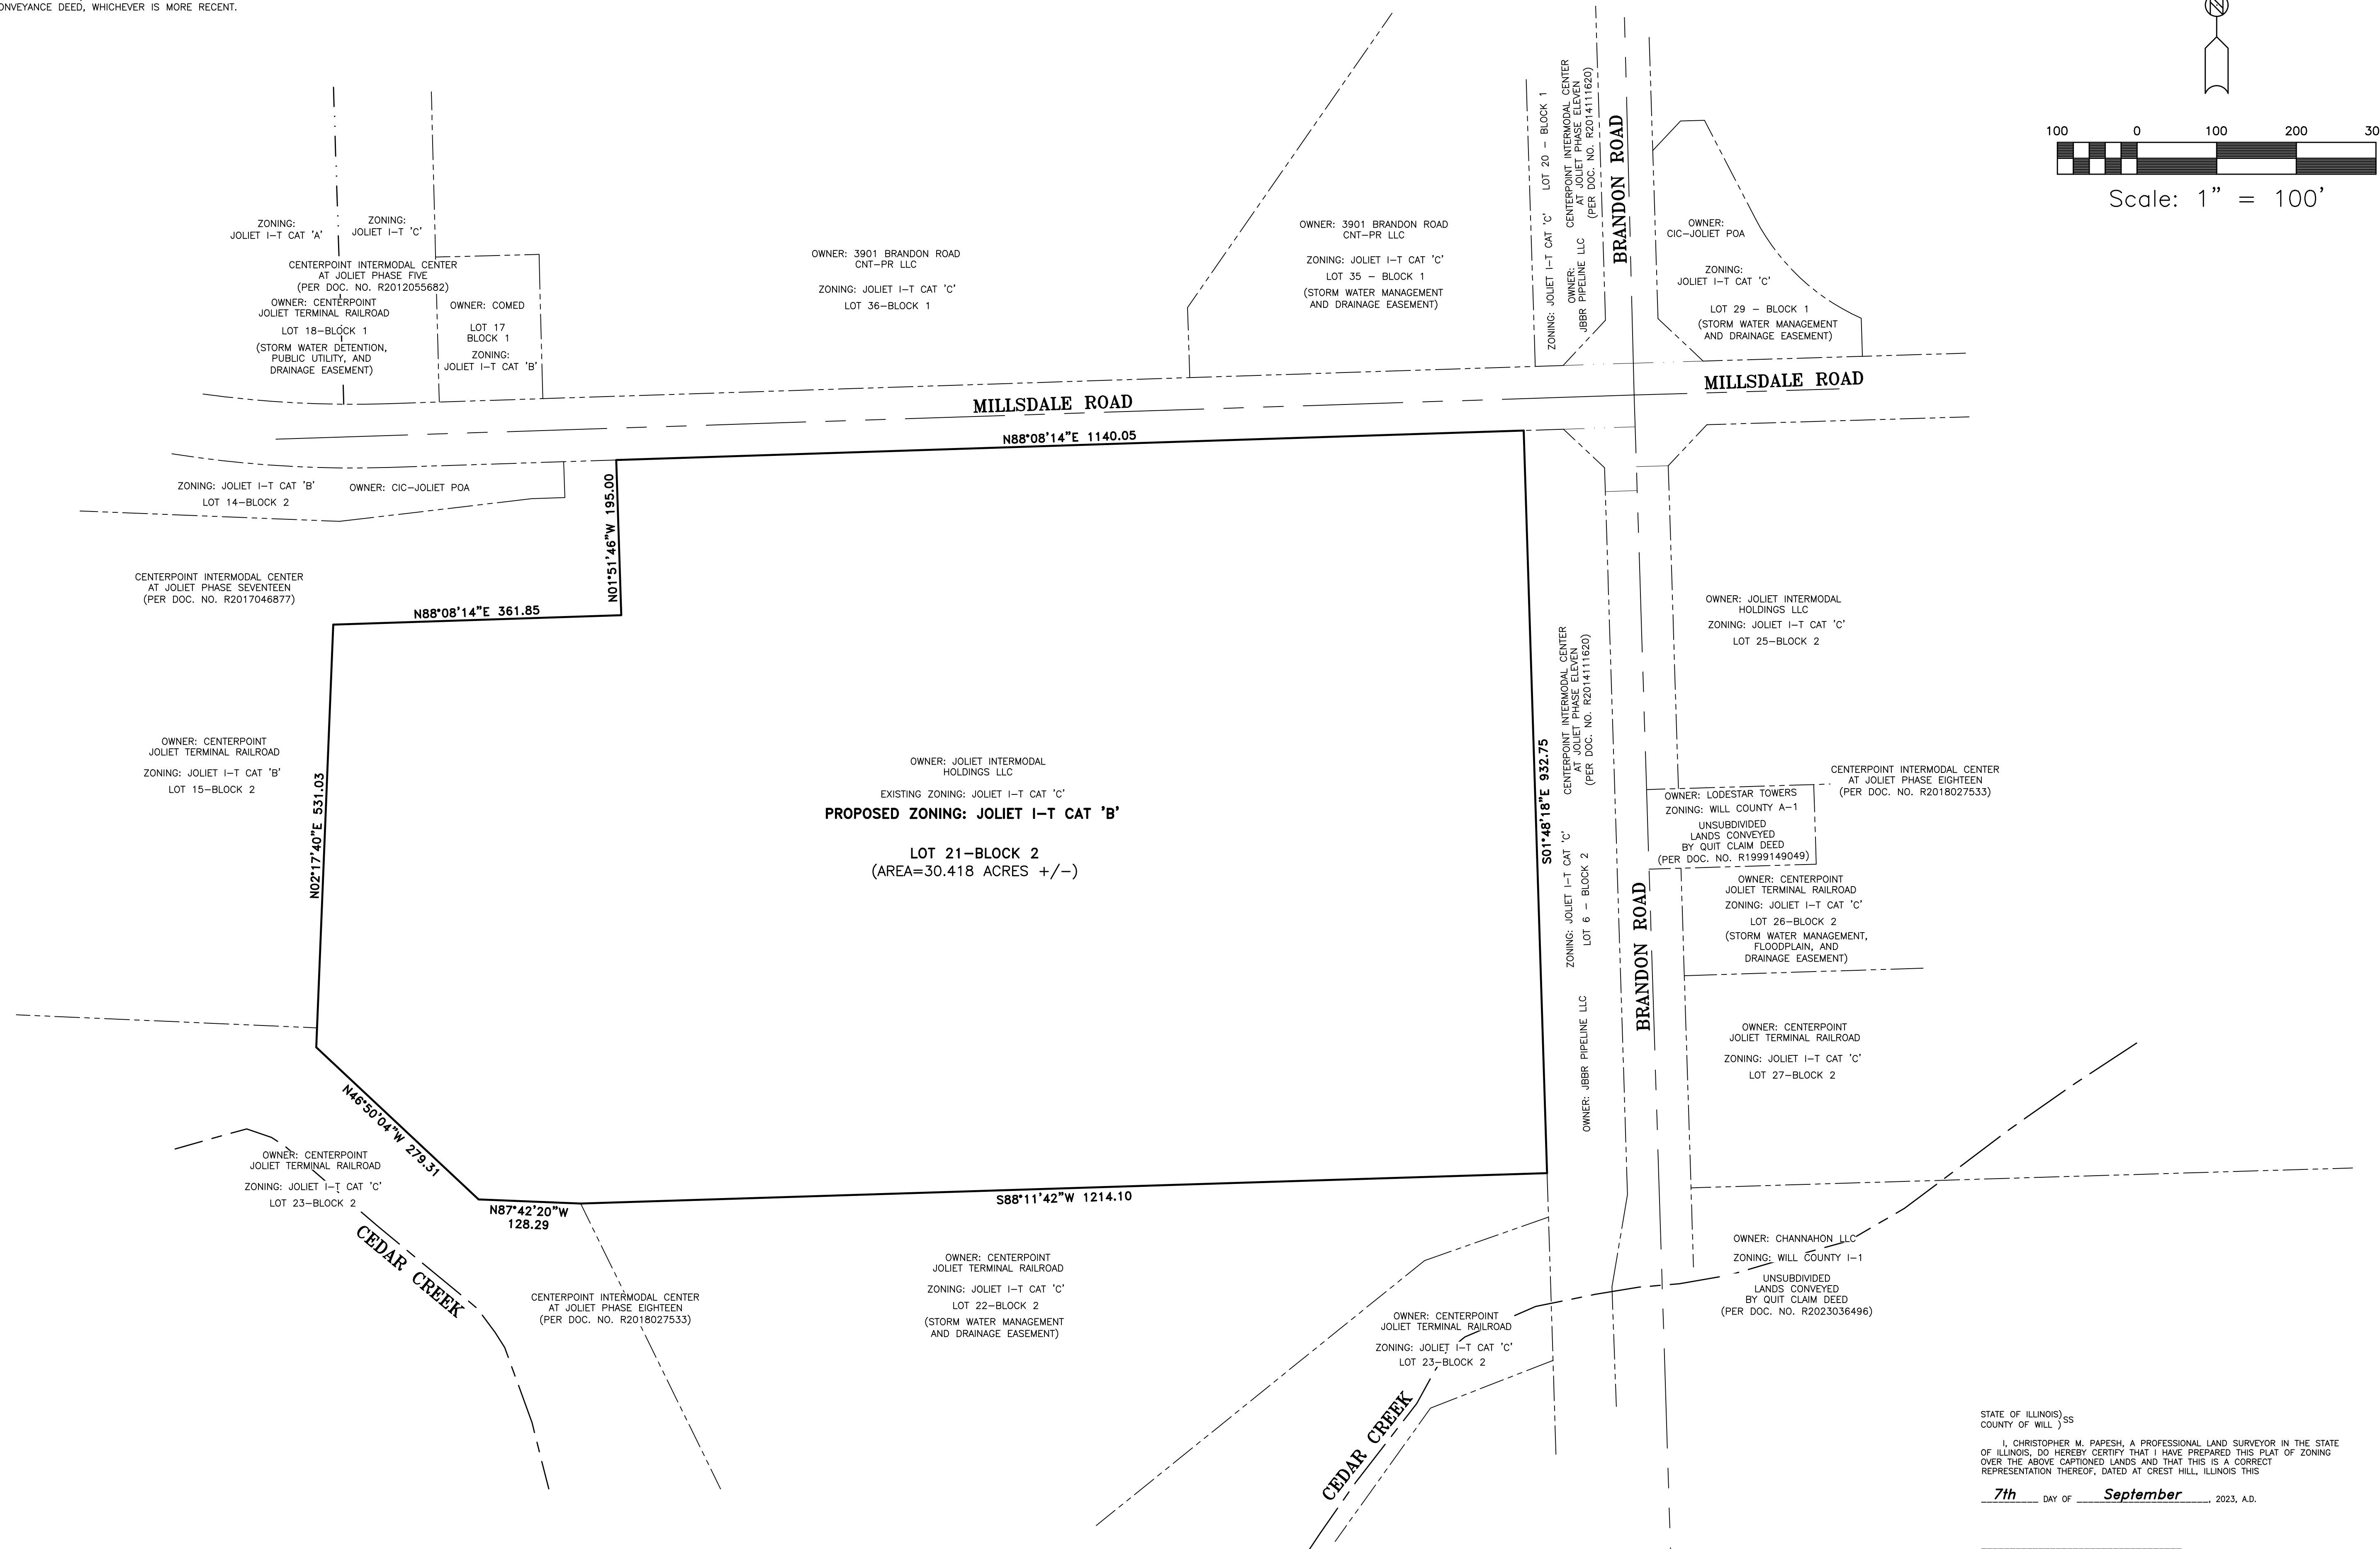 ONVEYANCE DEED, WHICHEVER IS MORE RECENT.
N
100 0 100 200 30
Scale: 1" = 100'
ZONING:
JOLIET I-T CAT 'A'
ZONING:
JOLIET I-T 'C'
CENTERPOINT INTERMODAL CENTER
AT JOLIET PHASE FIVE
(PER DOC. NO. R2012055682)
OWNER: CENTERPOINT
JOLIET TERMINAL RAILROAD
LOT 18-BLOCK 1
(STORM WATER DETENTION,
PUBLIC UTILITY, AND
DRAINAGE EASEMENT)
OWNER: COMED
LOT 17
BLOCK 1
ZONING:
JOLIET I-T CAT 'B'
OWNER: 3901 BRANDON ROAD
CNT-PR LLC
ZONING: JOLIET I-T CAT 'C'
LOT 36-BLOCK 1
OWNER: 3901 BRANDON ROAD
CNT-PR LLC
ZONING: JOLIET I-T CAT 'C'
LOT 35 - BLOCK 1
(STORM WATER MANAGEMENT
AND DRAINAGE EASEMENT)
ZONING: JOLIET I-T CAT 'C' LOT 20 - BLOCK 1
OWNER: CENTERPOINT INTERMODAL CENTER
JBBR PIPELINE LLC AT JOLIET PHASE ELEVEN
(PER DOC. NO. R2014111620)
BRANDON ROAD
OWNER:
CIC-JOLIET POA
ZONING:
JOLIET I-T CAT 'C'
LOT 29 - BLOCK 1
(STORM WATER MANAGEMENT
AND DRAINAGE EASEMENT)
MILLSDALE ROAD
MILLSDALE ROAD
N88°08'14"E 1140.05
ZONING: JOLIET I-T CAT 'B' OWNER: CIC-JOLIET POA
LOT 14-BLOCK 2
N01°51'46"W 195.00
CENTERPOINT INTERMODAL CENTER
AT JOLIET PHASE SEVENTEEN
(PER DOC. NO. R2017046877)
N88°08'14"E 361.85
OWNER: CENTERPOINT
JOLIET TERMINAL RAILROAD
ZONING: JOLIET I-T CAT 'B'
LOT 15-BLOCK 2
N02°17'40"E 531.03
OWNER: JOLIET INTERMODAL
HOLDINGS LLC
EXISTING ZONING: JOLIET I-T CAT 'C'
PROPOSED ZONING: JOLIET I-T CAT 'B'
LOT 21-BLOCK 2
(AREA=30.418 ACRES +/-)
S01°48'18"E 932.75
CENTERPOINT INTERMODAL CENTER
AT JOLIET PHASE ELEVEN
(PER DOC. NO. R2014111620)
ZONING: JOLIET I-T CAT 'C'
LOT 6 - BLOCK 2
OWNER: JBBR PIPELINE LLC
BRANDON ROAD
OWNER: JOLIET INTERMODAL
HOLDINGS LLC
ZONING: JOLIET I-T CAT 'C'
LOT 25-BLOCK 2
CENTERPOINT INTERMODAL CENTER
AT JOLIET PHASE EIGHTEEN
(PER DOC. NO. R2018027533)
OWNER: LODESTAR TOWERS
ZONING: WILL COUNTY A-1
UNSUBDIVIDED
LANDS CONVEYED
BY QUIT CLAIM DEED
(PER DOC. NO. R1999149049)
OWNER: CENTERPOINT
JOLIET TERMINAL RAILROAD
ZONING: JOLIET I-T CAT 'C'
LOT 26-BLOCK 2
(STORM WATER MANAGEMENT,
FLOODPLAIN, AND
DRAINAGE EASEMENT)
OWNER: CENTERPOINT
JOLIET TERMINAL RAILROAD
ZONING: JOLIET I-T CAT 'C'
LOT 27-BLOCK 2
N46°50'04"W 279.31
OWNER: CENTERPOINT
JOLIET TERMINAL RAILROAD
ZONING: JOLIET I-T CAT 'C'
LOT 23-BLOCK 2
CEDAR CREEK
N87°42'20"W
128.29
S88°11'42"W 1214.10
CENTERPOINT INTERMODAL CENTER
AT JOLIET PHASE EIGHTEEN
(PER DOC. NO. R2018027533)
OWNER: CENTERPOINT
JOLIET TERMINAL RAILROAD
ZONING: JOLIET I-T CAT 'C'
LOT 22-BLOCK 2
(STORM WATER MANAGEMENT
AND DRAINAGE EASEMENT)
OWNER: CENTERPOINT
JOLIET TERMINAL RAILROAD
ZONING: JOLIET I-T CAT 'C'
LOT 23-BLOCK 2
CEDAR CREEK
OWNER: CHANNAHON LLC
ZONING: WILL COUNTY I-1
UNSUBDIVIDED
LANDS CONVEYED
BY QUIT CLAIM DEED
(PER DOC. NO. R2023036496)
STATE OF ILLINOIS)
COUNTY OF WILL ) SS
I, CHRISTOPHER M. PAPESH, A PROFESSIONAL LAND SURVEYOR IN THE STATE
OF ILLINOIS, DO HEREBY CERTIFY THAT I HAVE PREPARED THIS PLAT OF ZONING
OVER THE ABOVE CAPTIONED LANDS AND THAT THIS IS A CORRECT
REPRESENTATION THEREOF, DATED AT CREST HILL, ILLINOIS THIS
7th DAY OF September, 2023, A.D.